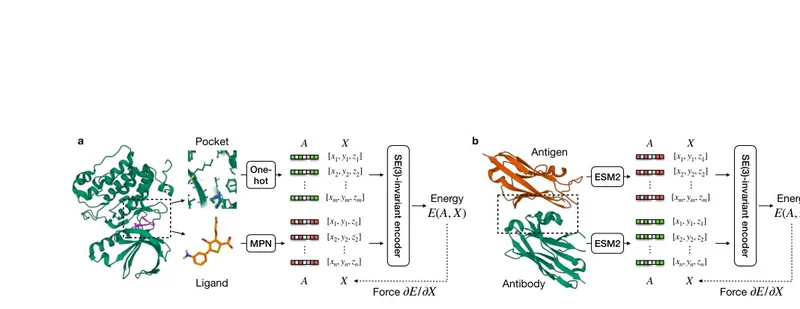 a
Pocket
One-
hot
MPN
Ligand
A X
[x₁, y₁, z₁]
[x₂, y₂, z₂]
[xₘ, yₘ, zₘ]
[x₁, y₁, z₁]
[x₂, y₂, z₂]
[xₙ, yₙ, zₙ]
A X
SE(3)-invariant encoder
Energy
E(A, X)
Force ∂E/∂X
b
Antigen
ESM2
ESM2
Antibody
A X
[x₁, y₁, z₁]
[x₂, y₂, z₂]
[xₘ, yₘ, zₘ]
[x₁, y₁, z₁]
[x₂, y₂, z₂]
[xₙ, yₙ, zₙ]
A X
SE(3)-invariant encoder
Energ
E(A,
Force ∂E/∂X